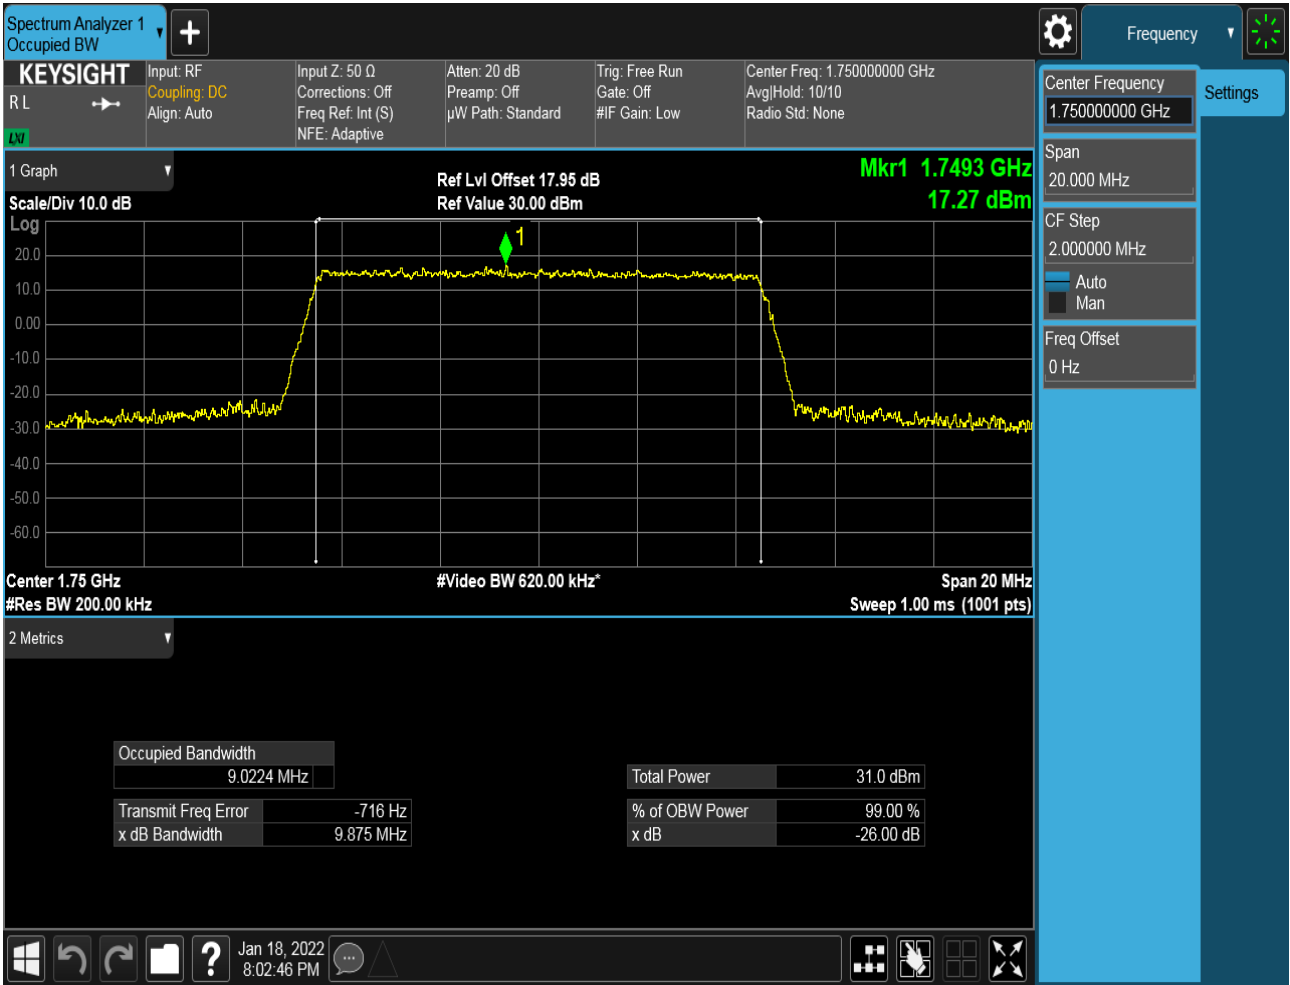 Spectrum Analyzer 1
Occupied BW
Frequency
KEYSIGHT
R L
LXI
Input: RF
Coupling: DC
Align: Auto
Input Z: 50 Ω
Corrections: Off
Freq Ref: Int (S)
NFE: Adaptive
Atten: 20 dB
Preamp: Off
µW Path: Standard
Trig: Free Run
Gate: Off
#IF Gain: Low
Center Freq: 1.750000000 GHz
Avg|Hold: 10/10
Radio Std: None
Center Frequency
1.750000000 GHz
Settings
Span
20.000 MHz
CF Step
2.000000 MHz
Auto
Man
Freq Offset
0 Hz
1 Graph
Scale/Div 10.0 dB
Ref Lvl Offset 17.95 dB
Ref Value 30.00 dBm
Mkr1 1.7493 GHz
17.27 dBm
Log
1
20.0
10.0
0.00
-10.0
-20.0
-30.0
-40.0
-50.0
-60.0
Center 1.75 GHz
#Video BW 620.00 kHz*
Span 20 MHz
#Res BW 200.00 kHz
Sweep 1.00 ms (1001 pts)
2 Metrics
Occupied Bandwidth
9.0224 MHz
Total Power 31.0 dBm
Transmit Freq Error -716 Hz
% of OBW Power 99.00 %
x dB Bandwidth 9.875 MHz
x dB -26.00 dB
?
Jan 18, 2022
8:02:46 PM